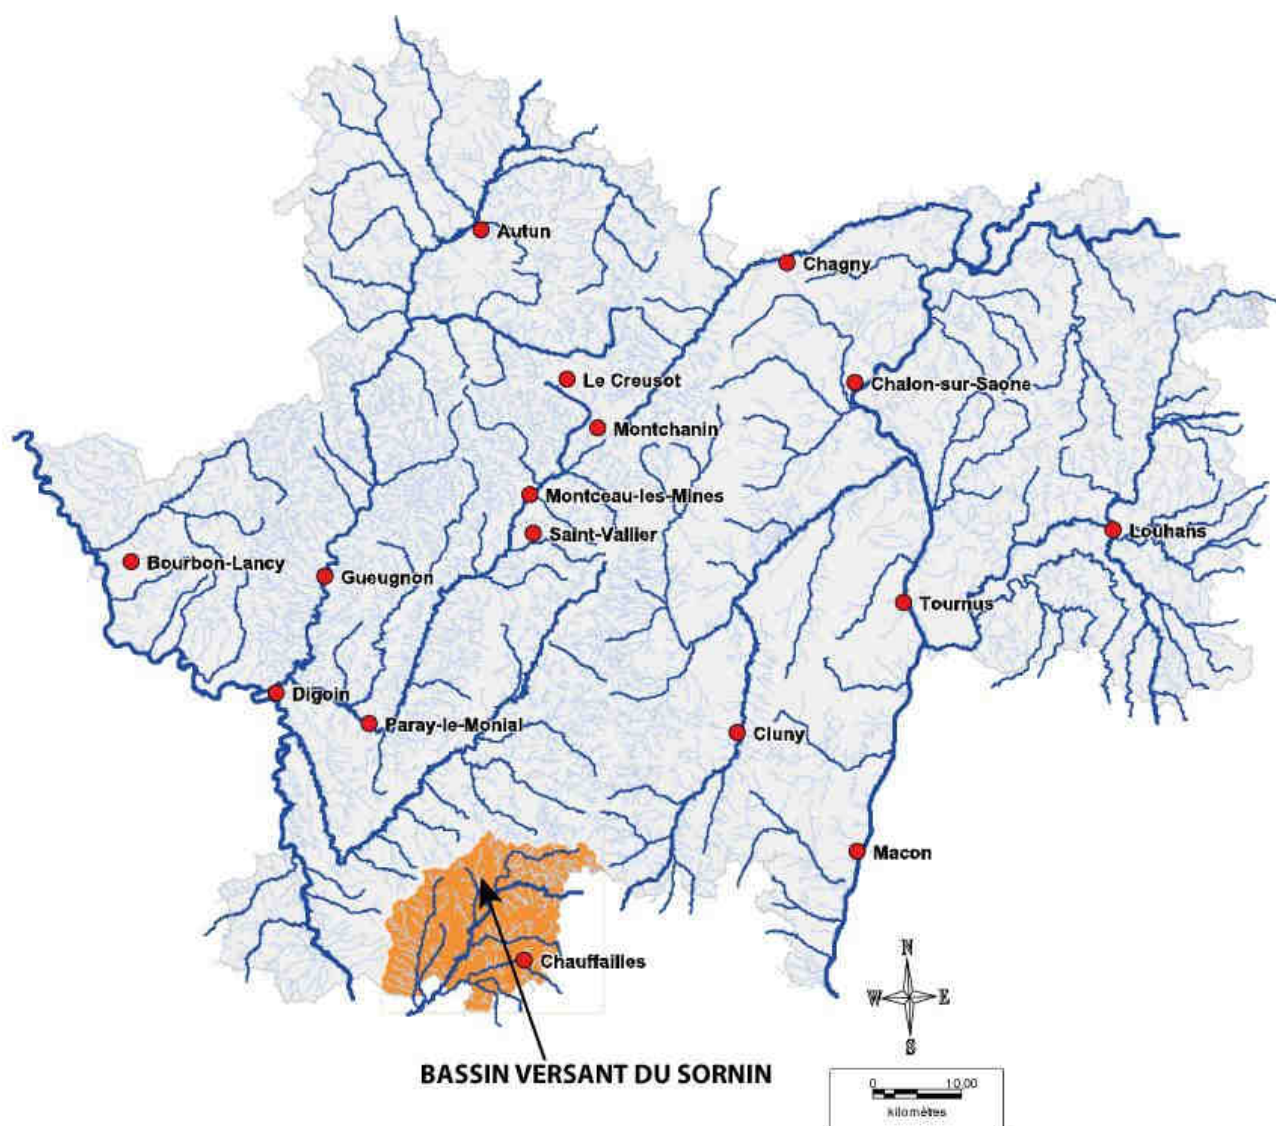 Autun
Chagny
Le Creusot
Chalon-sur-Saone
Montchanin
Montceau-les-Mines
Saint-Vallier
Louhans
Bourbon-Lancy
Gueugnon
Tournus
Digoin
Paray-le-Monial
Cluny
Macon
N
W E
S
Chauffailles
BASSIN VERSANT DU SORNIN
0 10,00
kilomètres